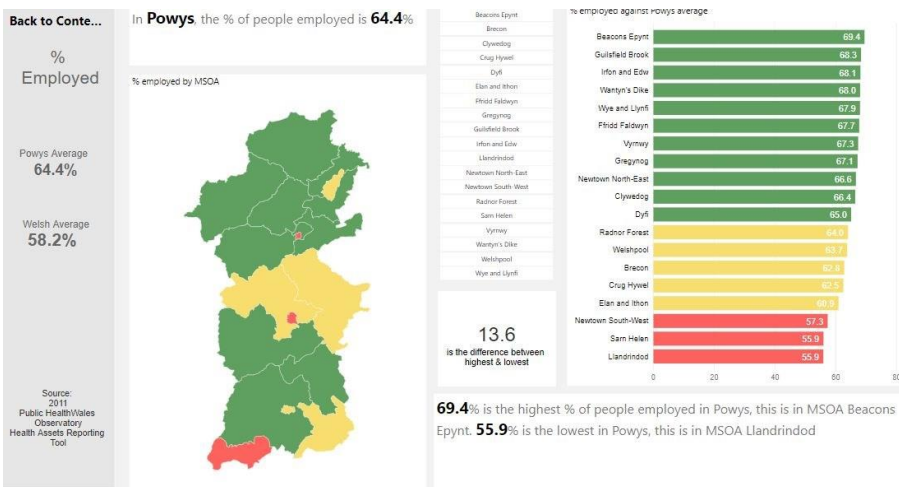 Back to Conte...
%
Employed
Powys Average
64.4%
Welsh Average
58.2%
Source:
2011
Public HealthWales
Observatory
Health Assets Reporting
Tool
In Powys, the % of people employed is 64.4%
% employed by MSOA
Beacons Epynt
Brecon
Clywedog
Crug Hywel
Dyfi
Elan and Ithon
Ffridd Faldwyn
Gregynog
Guilsfield Brook
Irfon and Edw
Llandrindod
Newtown North-East
Newtown South-West
Radnor Forest
Sarn Helen
Vyrnwy
Wantyn's Dike
Welshpool
Wye and Llynfi
13.6
is the difference between
highest & lowest
% employed against Powys average
Beacons Epynt 69.4
Guilsfield Brook 68.3
Irfon and Edw 68.1
Wantyn's Dike 68.0
Wye and Llynfi 67.9
Ffridd Faldwyn 67.7
Vyrnwy 67.3
Gregynog 67.1
Newtown North-East 66.6
Clywedog 66.4
Dyfi 65.0
Radnor Forest 64.0
Welshpool 63.7
Brecon 62.8
Crug Hywel 62.5
Elan and Ithon 60.9
Newtown South-West 57.3
Sarn Helen 55.9
Llandrindod 55.9
0 20 40 60 80
69.4% is the highest % of people employed in Powys, this is in MSOA Beacons
Epynt. 55.9% is the lowest in Powys, this is in MSOA Llandrindod